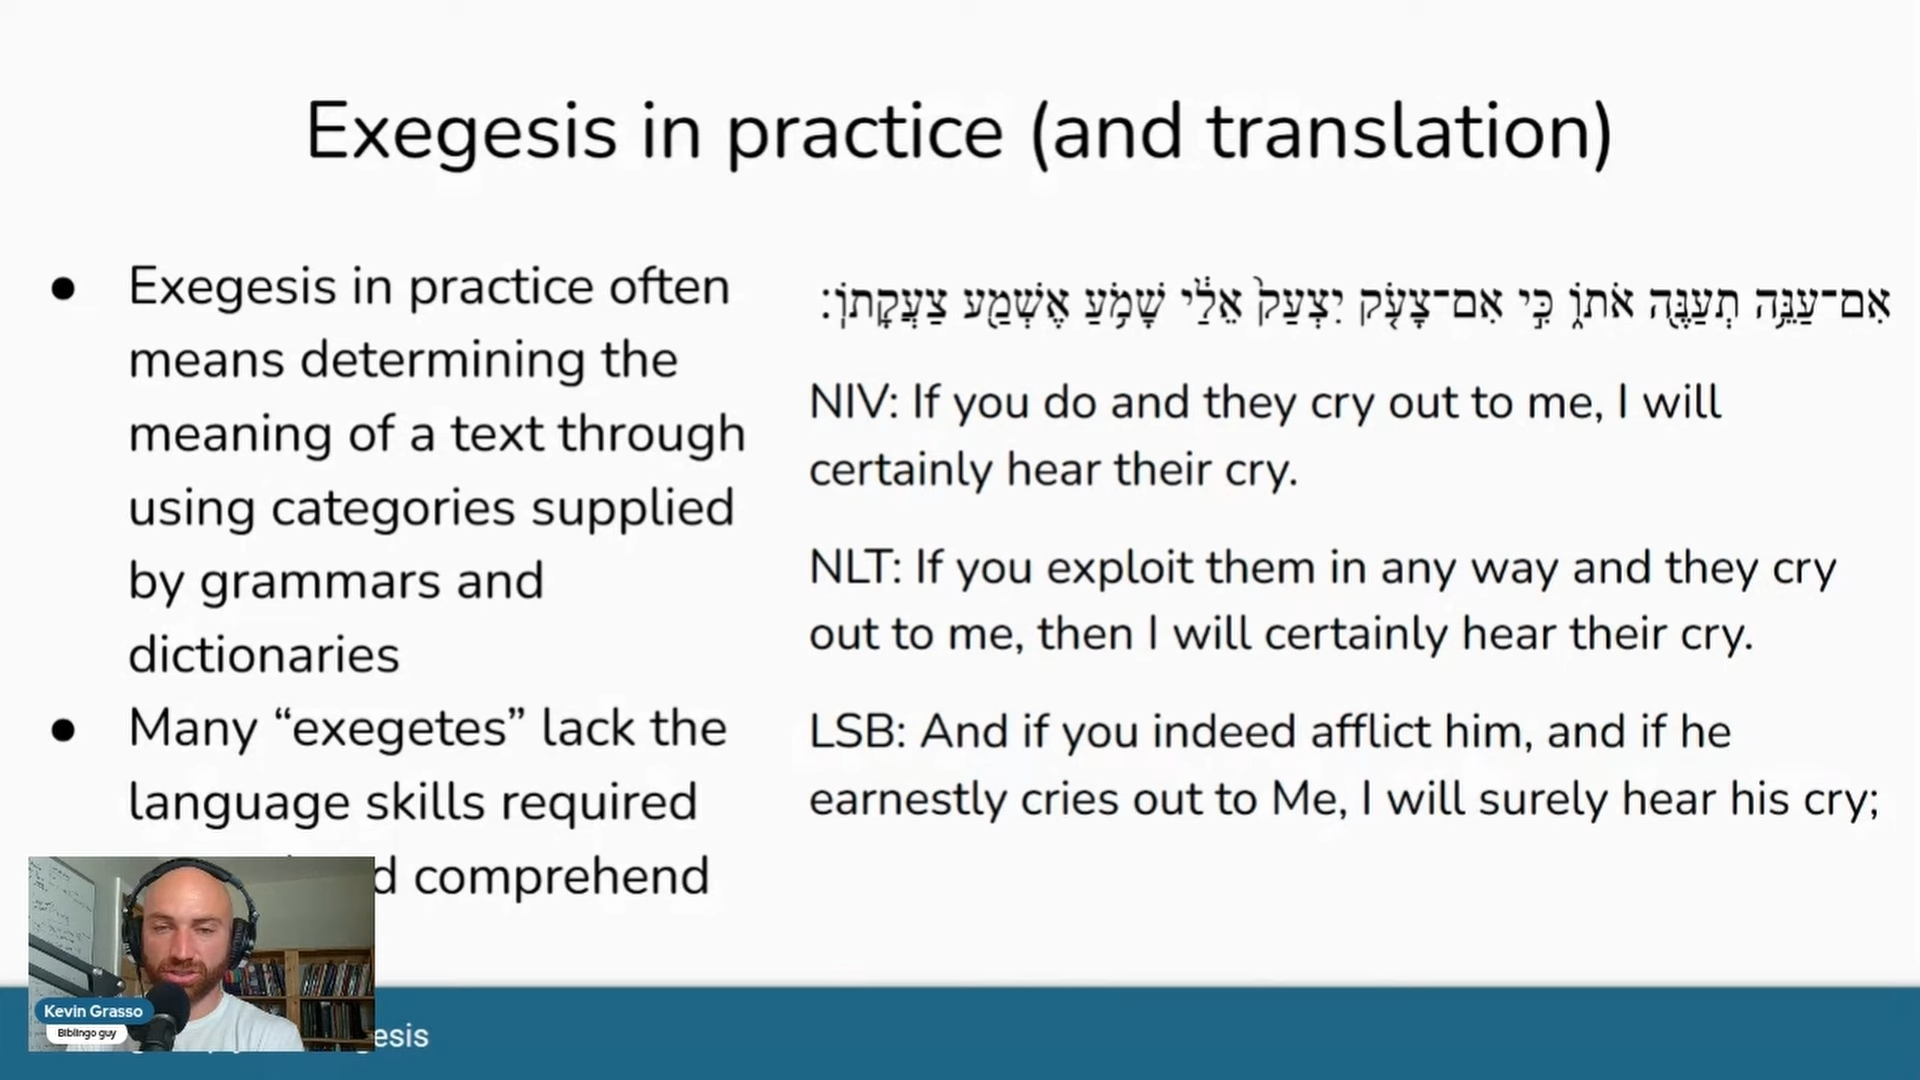 Exegesis in practice (and translation)
● Exegesis in practice often
means determining the
meaning of a text through
using categories supplied
by grammars and
dictionaries
● Many “exegetes” lack the
language skills required
comprehend
אִם־עַנֵּ֥ה תְעַנֶּ֖ה אֹת֑וֹ כִּ֣י אִם־צָעֹ֤ק יִצְעַק֙ אֵלַ֔י שָׁמֹ֥עַ אֶשְׁמַ֖ע צַעֲקָתֽוֹ׃
NIV: If you do and they cry out to me, I will
certainly hear their cry.
NLT: If you exploit them in any way and they cry
out to me, then I will certainly hear their cry.
LSB: And if you indeed afflict him, and if he
earnestly cries out to Me, I will surely hear his cry;
Kevin Grasso
Biblingo guy